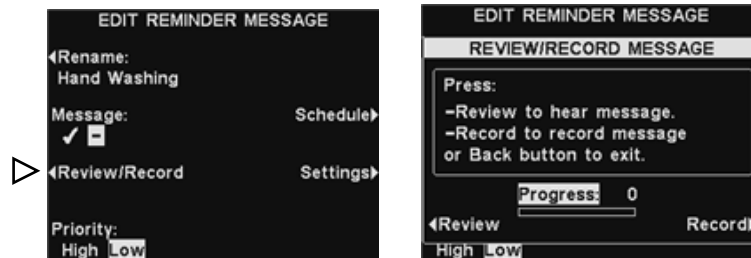 EDIT REMINDER MESSAGE
◀Rename:
Hand Washing
Message:
✓ –
Schedule▶
◀Review/Record
Settings▶
Priority:
High Low
EDIT REMINDER MESSAGE
REVIEW/RECORD MESSAGE
Press:
–Review to hear message.
–Record to record message
or Back button to exit.
Progress: 0
◀Review
Record▶
High Low